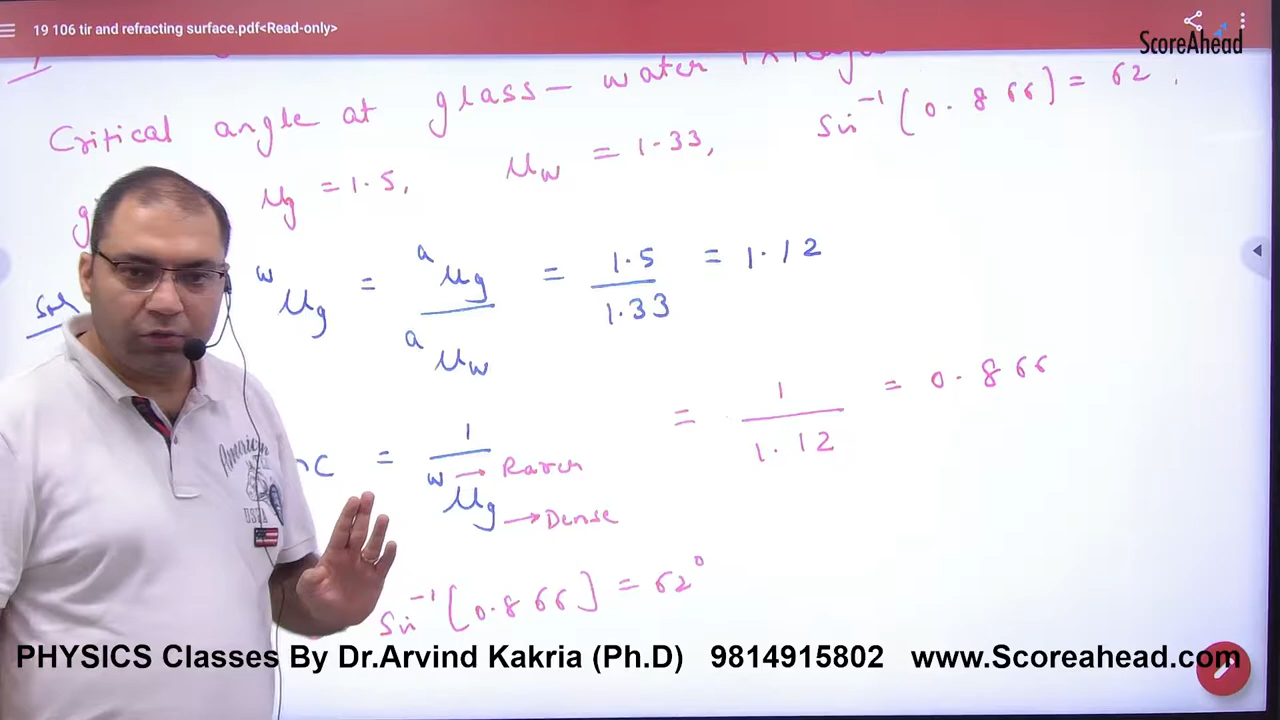 19 106 tir and refracting surface.pdf<Read-only>
ScoreAhead
Critical angle at glass – water
sin⁻¹(0.866) = 62
μg = 1.5, μw = 1.33,
Sol
ʷμg = ᵃμg / ᵃμw = 1.5 / 1.33 = 1.12
C = 1 / ʷμg = 1 / 1.12 = 0.866
→ Rarer
→ Dense
sin⁻¹(0.866) = 62°
American
USTA
PHYSICS Classes By Dr.Arvind Kakria (Ph.D) 9814915802 www.Scoreahead.com